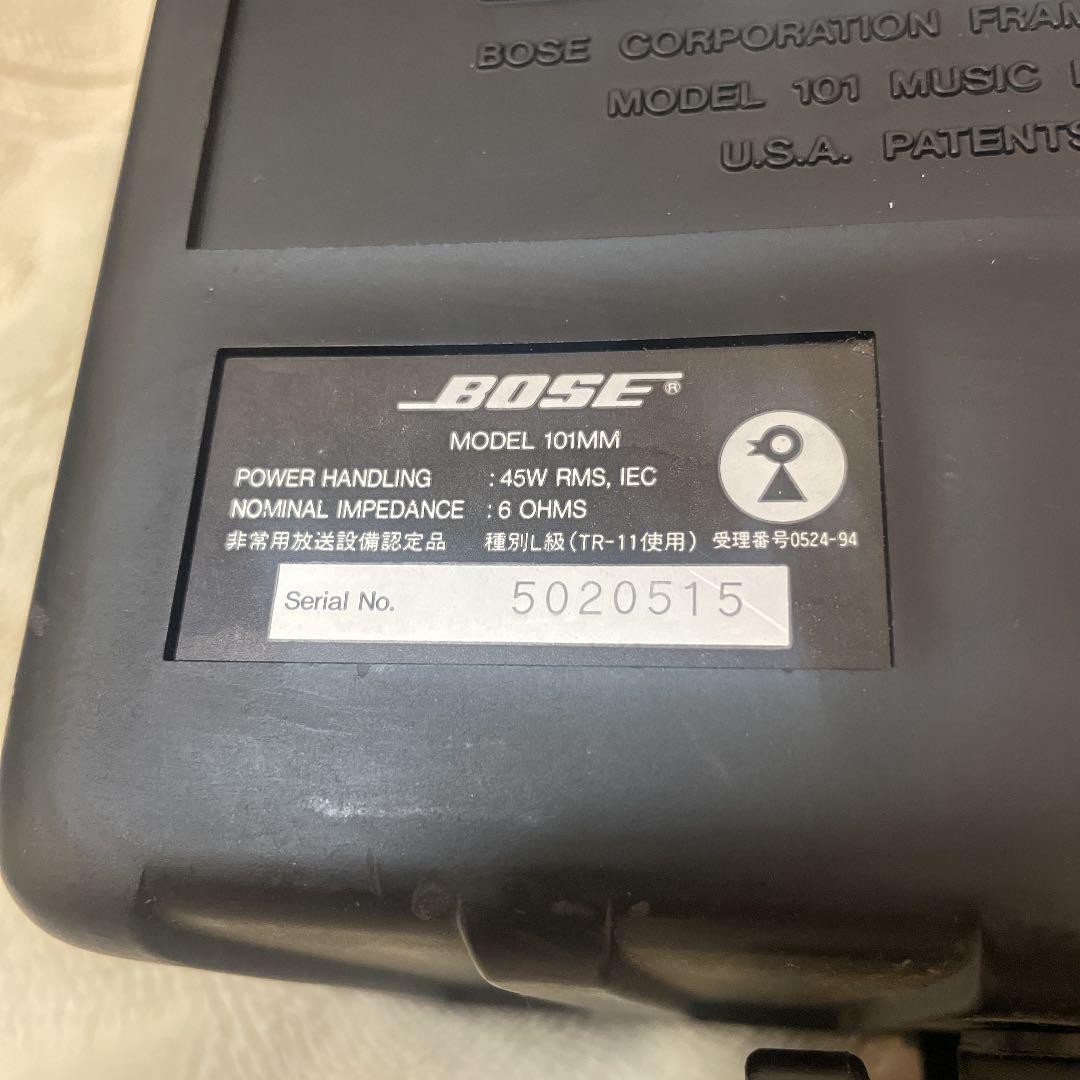 BOSE CORPORATION
MODEL 101 MUSIC
U.S.A. PATENTS
BOSE®
MODEL 101MM
POWER HANDLING : 45W RMS, IEC
NOMINAL IMPEDANCE : 6 OHMS
非常用放送設備認定品 種別L級(TR-11使用) 受理番号0524-94
Serial No. 5020515